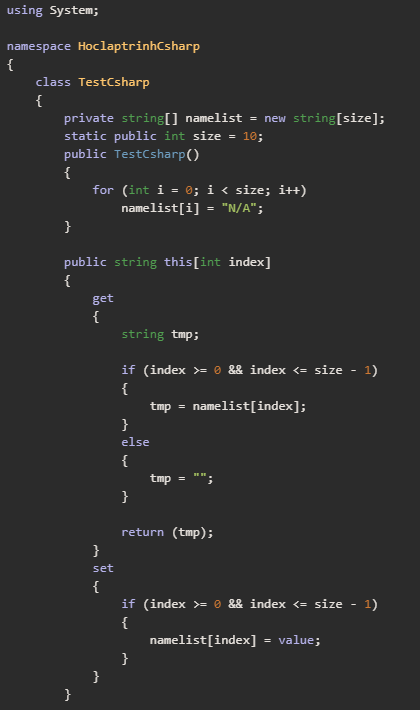 using System;
namespace HoclaptrinhCsharp
{
class TestCsharp
{
private string[] namelist = new string[size];
static public int size = 10;
public TestCsharp()
{
for (int i = 0; i < size; i++)
namelist[i] = "N/A";
}
public string this[int index]
{
get
{
string tmp;
if (index >= 0 && index <= size - 1)
{
tmp = namelist[index];
}
else
{
tmp = "";
}
return (tmp);
}
set
{
if (index >= 0 && index <= size - 1)
{
namelist[index] = value;
}
}
}